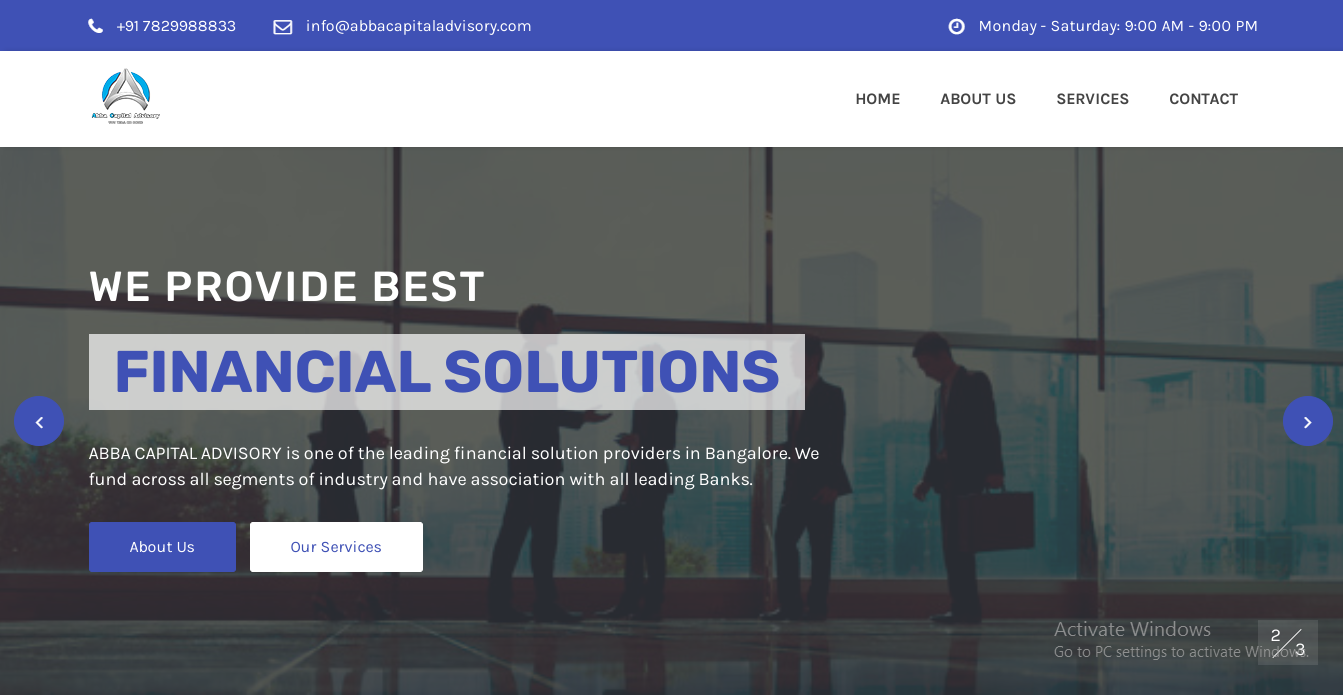 +91 7829988833
info@abbacapitaladvisory.com
Monday - Saturday: 9:00 AM - 9:00 PM
Abba Capital Advisory
HOME
ABOUT US
SERVICES
CONTACT
WE PROVIDE BEST
FINANCIAL SOLUTIONS
ABBA CAPITAL ADVISORY is one of the leading financial solution providers in Bangalore. We
fund across all segments of industry and have association with all leading Banks.
About Us
Our Services
Activate Windows
Go to PC settings to activate Windows.
2
3